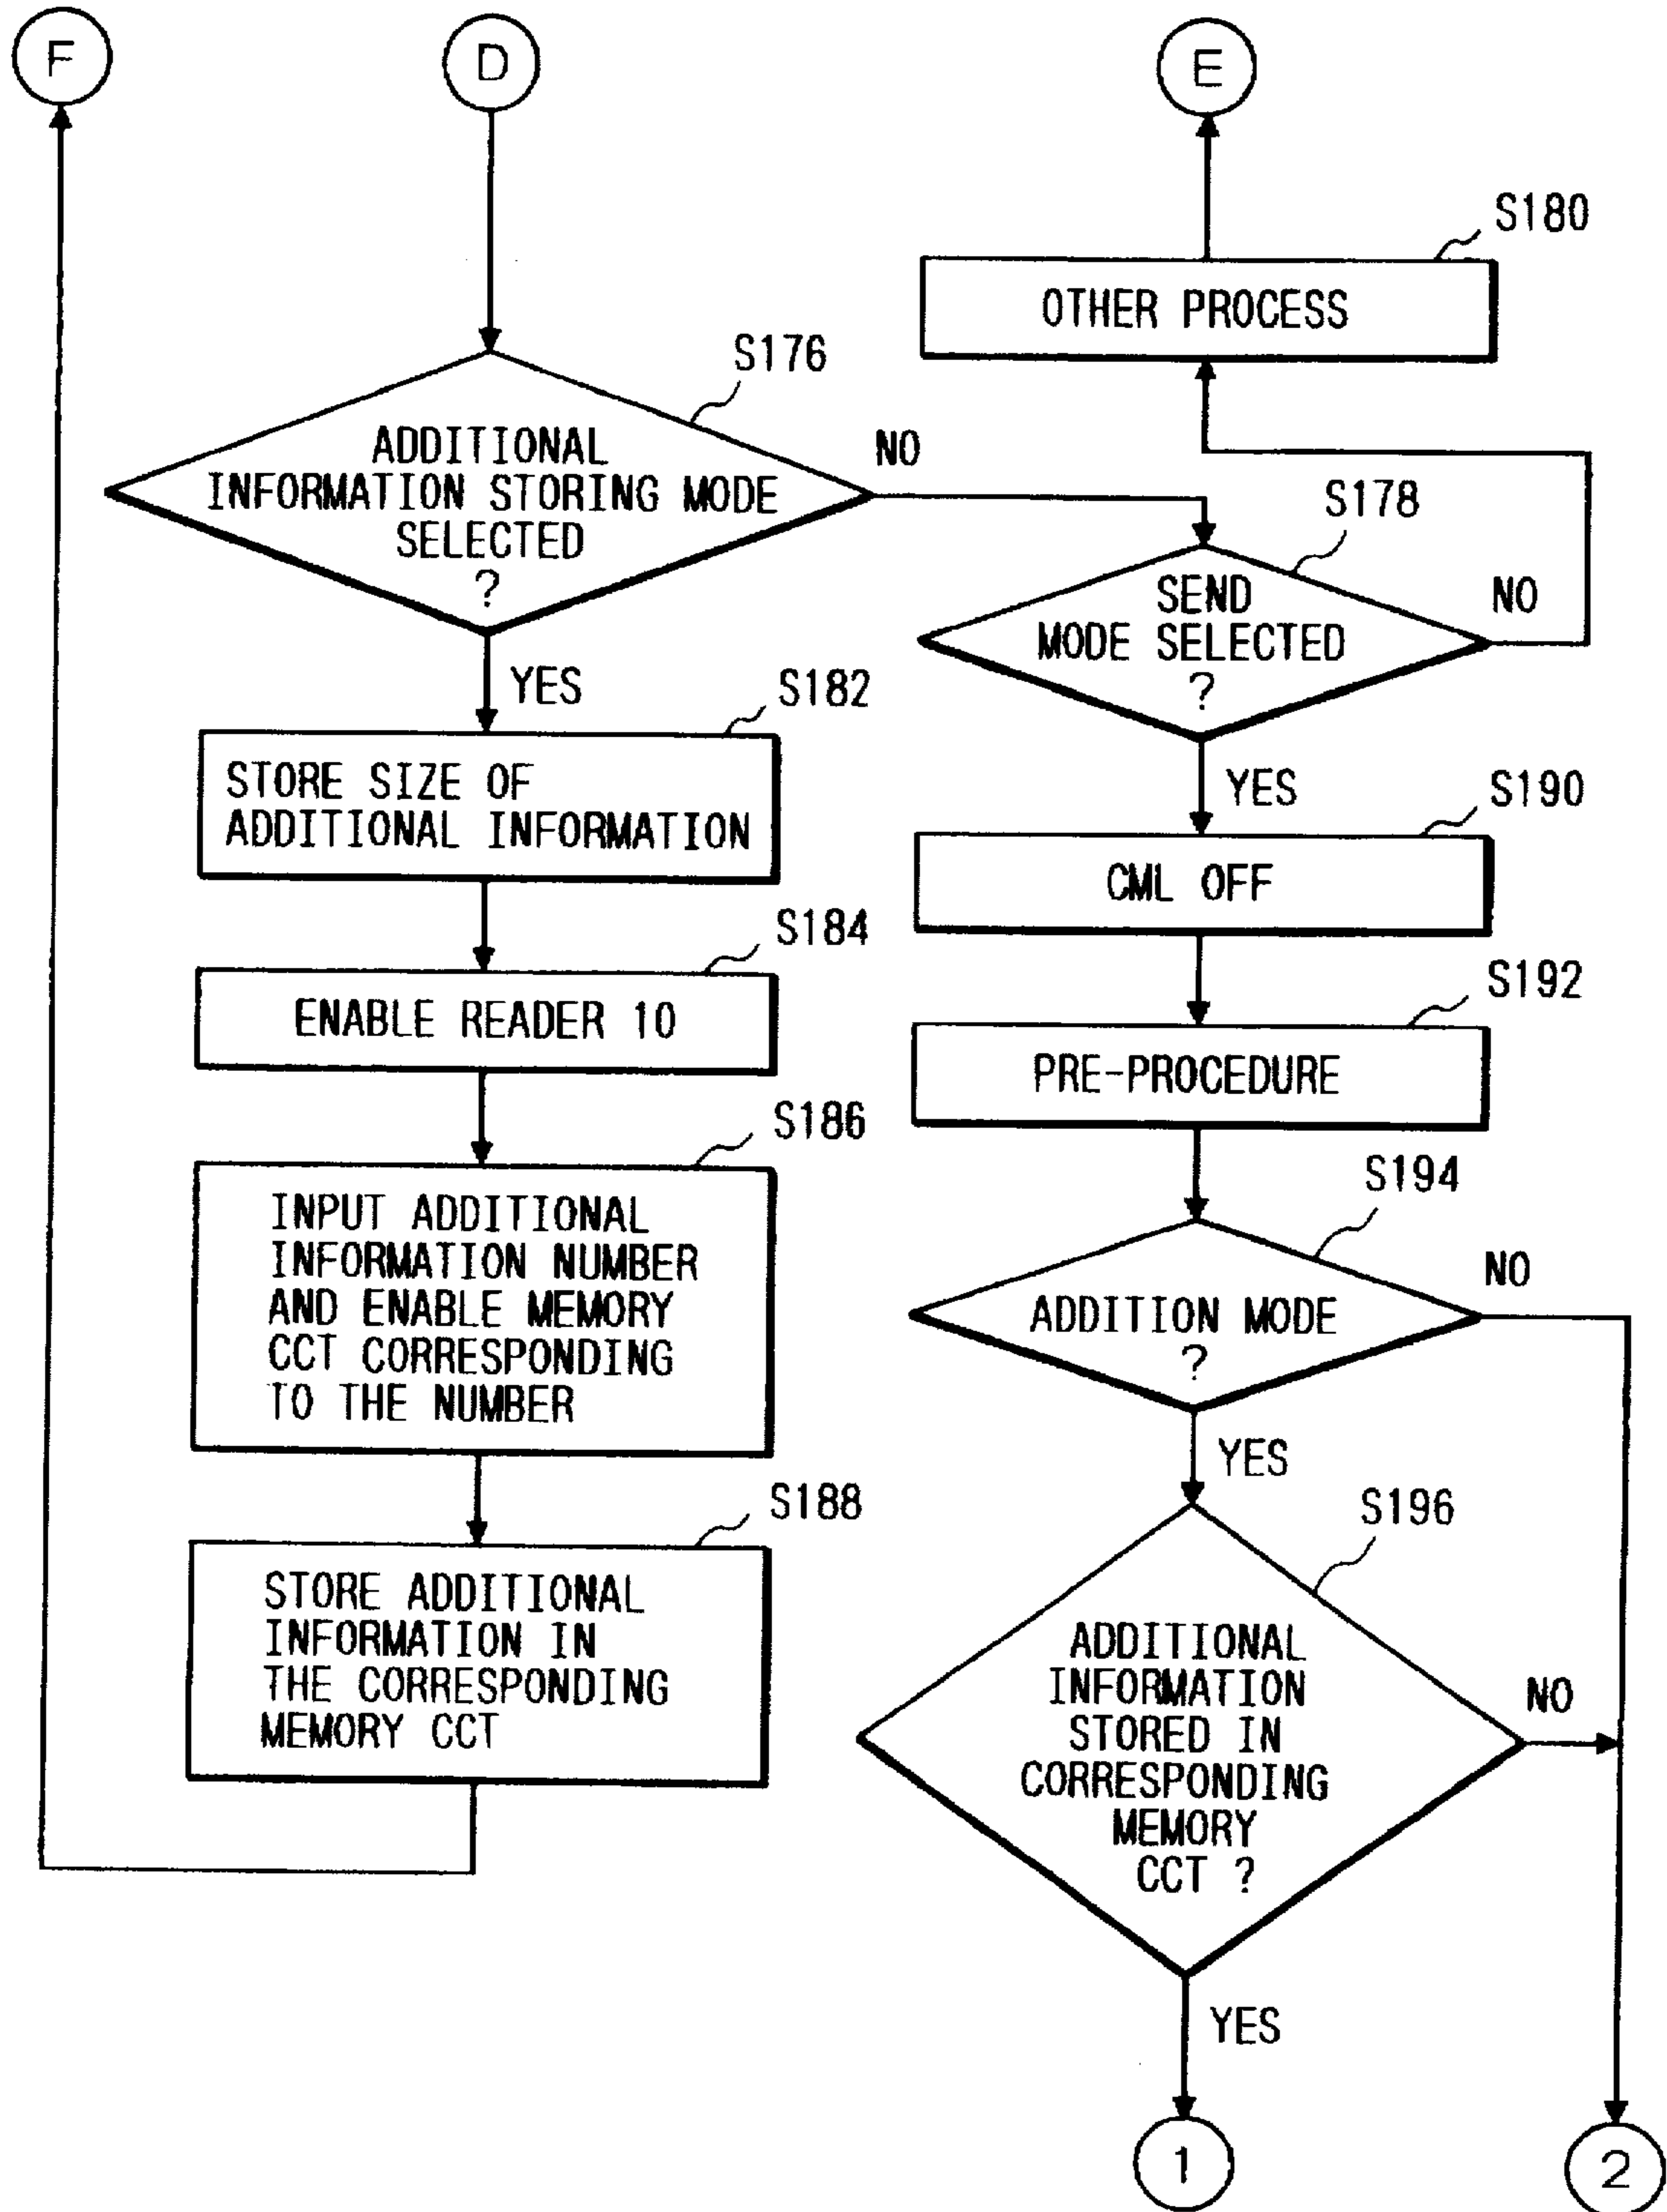 F
D
E
S180
OTHER PROCESS
S176
ADDITIONAL
INFORMATION STORING MODE
SELECTED
?
NO
S178
SEND
MODE SELECTED
?
NO
YES
S182
STORE SIZE OF
ADDITIONAL INFORMATION
YES
S190
CML OFF
S184
ENABLE READER 10
S192
PRE-PROCEDURE
S186
INPUT ADDITIONAL
INFORMATION NUMBER
AND ENABLE MEMORY
CCT CORRESPONDING
TO THE NUMBER
S194
ADDITION MODE
?
NO
YES
S188
STORE ADDITIONAL
INFORMATION IN
THE CORRESPONDING
MEMORY CCT
S196
ADDITIONAL
INFORMATION
STORED IN
CORRESPONDING
MEMORY
CCT ?
NO
YES
1
2